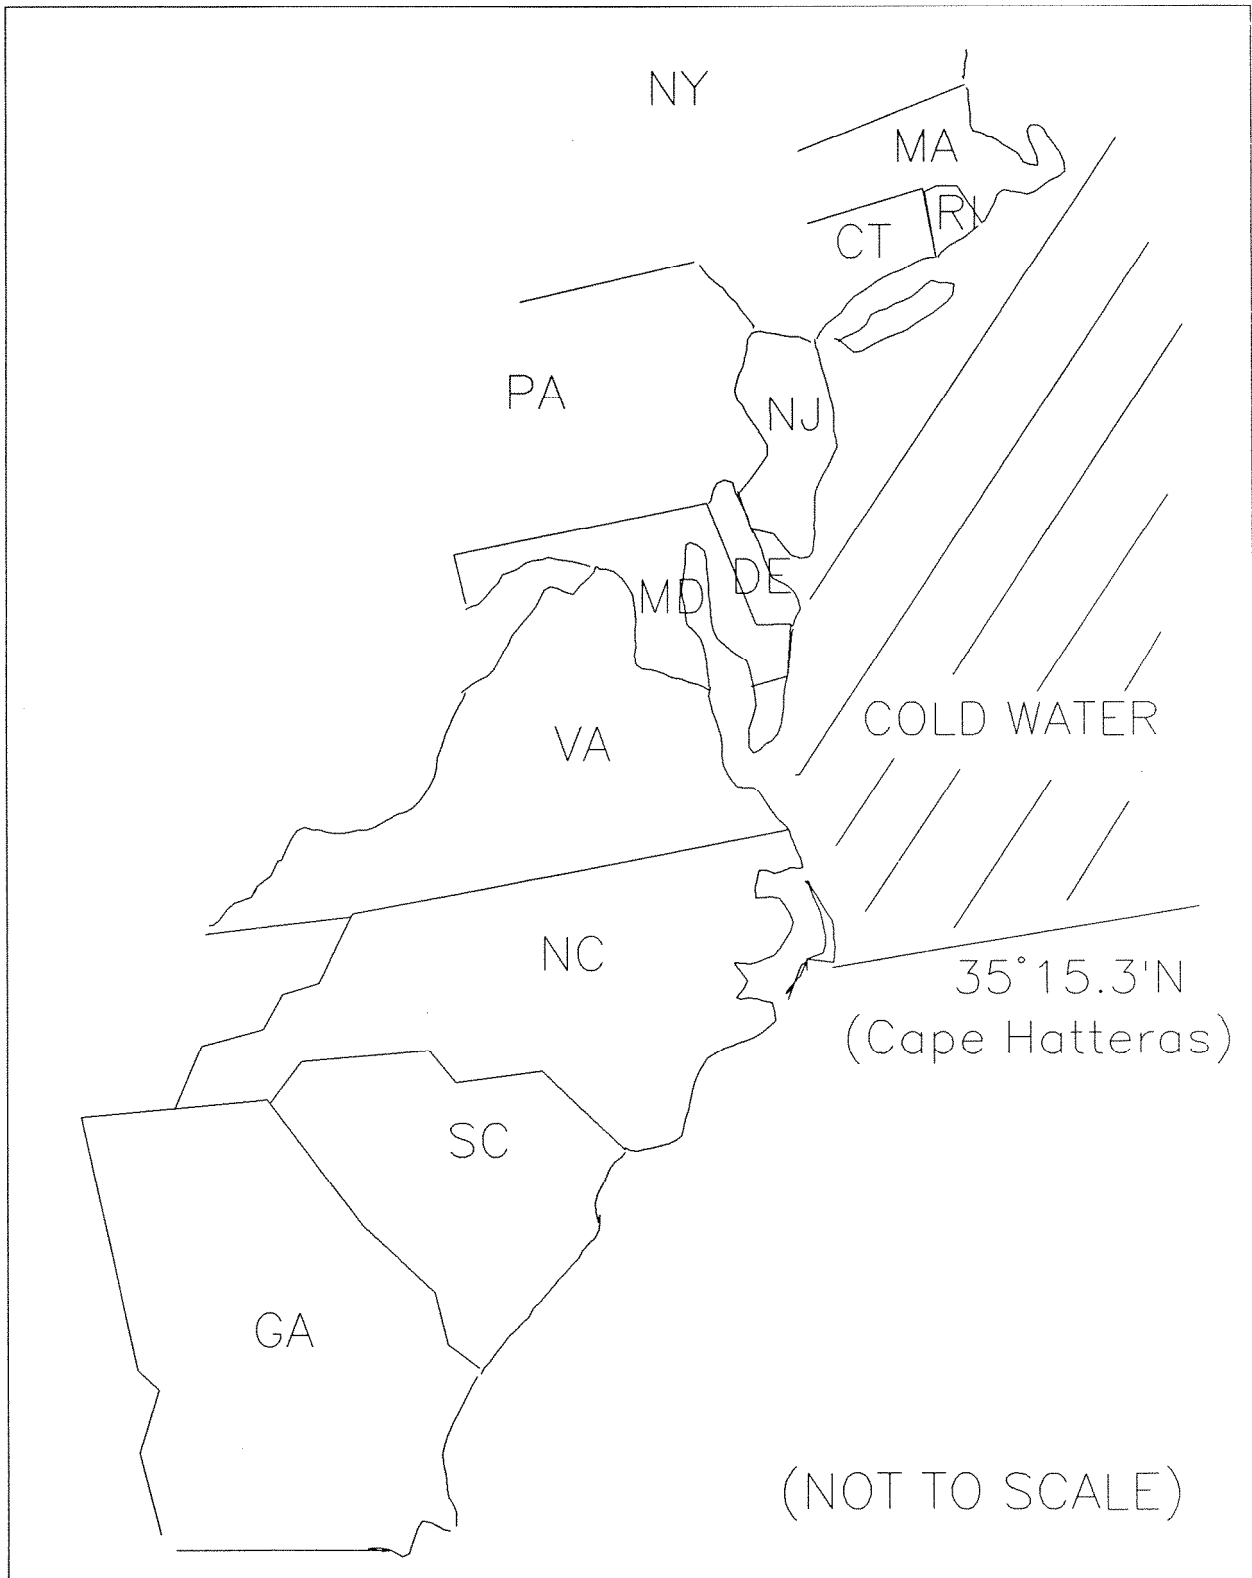 NY
MA
RI
CT
PA
NJ
DE
MD
COLD WATER
VA
NC
35°15.3'N
(Cape Hatteras)
SC
GA
(NOT TO SCALE)